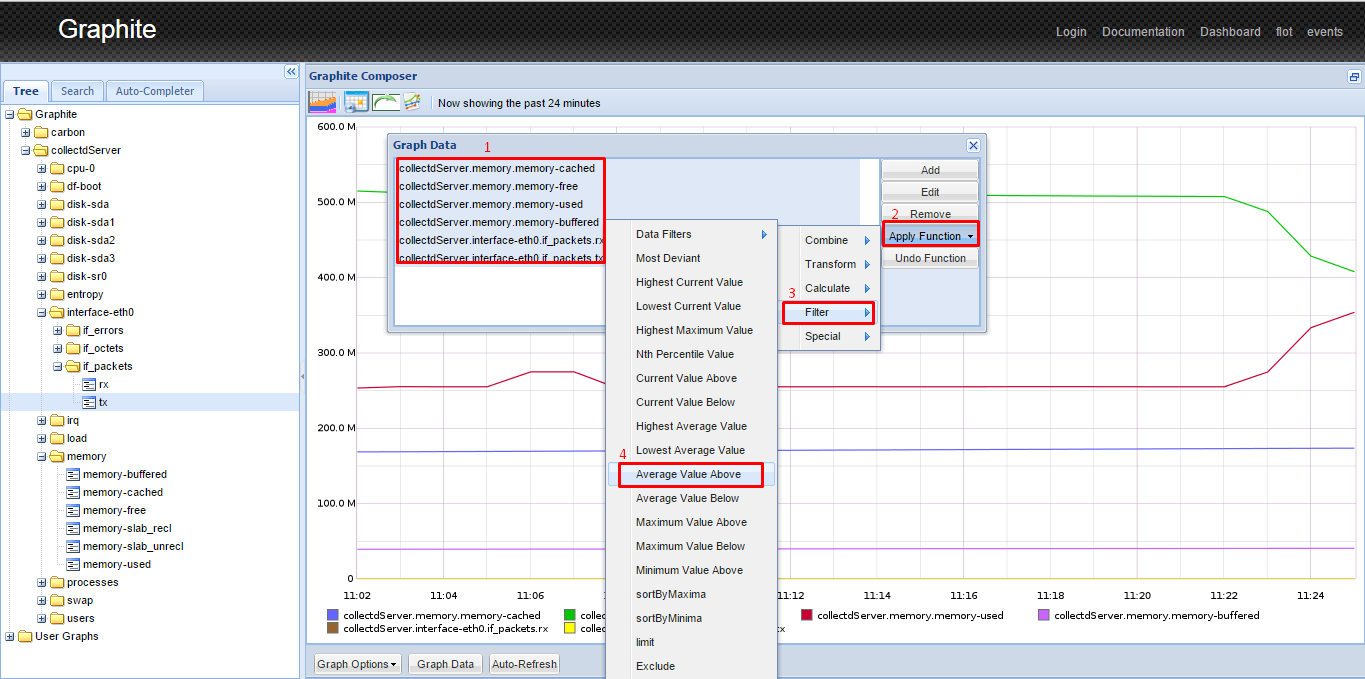 Graphite
Login Documentation Dashboard flot events
Tree Search Auto-Completer
Graphite
carbon
collectdServer
cpu-0
df-boot
disk-sda
disk-sda1
disk-sda2
disk-sda3
disk-sr0
entropy
interface-eth0
if_errors
if_octets
if_packets
rx
tx
irq
load
memory
memory-buffered
memory-cached
memory-free
memory-slab_recl
memory-slab_unrecl
memory-used
processes
swap
users
User Graphs
Graphite Composer
Now showing the past 24 minutes
600.0 M
500.0 M
400.0 M
300.0 M
200.0 M
100.0 M
0
Graph Data 1
collectdServer.memory.memory-cached
collectdServer.memory.memory-free
collectdServer.memory.memory-used
collectdServer.memory.memory-buffered
collectdServer.interface-eth0.if_packets.rx
collectdServer.interface-eth0.if_packets.tx
Add
Edit
2 Remove
Apply Function
Undo Function
Combine
Transform
Calculate
3
Filter
Special
Data Filters
Most Deviant
Highest Current Value
Lowest Current Value
Highest Maximum Value
Nth Percentile Value
Current Value Above
Current Value Below
Highest Average Value
Lowest Average Value
4
Average Value Above
Average Value Below
Maximum Value Above
Maximum Value Below
Minimum Value Above
sortByMaxima
sortByMinima
limit
Exclude
11:02 11:04 11:06 11:12 11:14 11:16 11:18 11:20 11:22 11:24
collectdServer.memory.memory-cached collec collectdServer.memory.memory-used collectdServer.memory.memory-buffered
collectdServer.interface-eth0.if_packets.rx collec x
Graph Options Graph Data Auto-Refresh